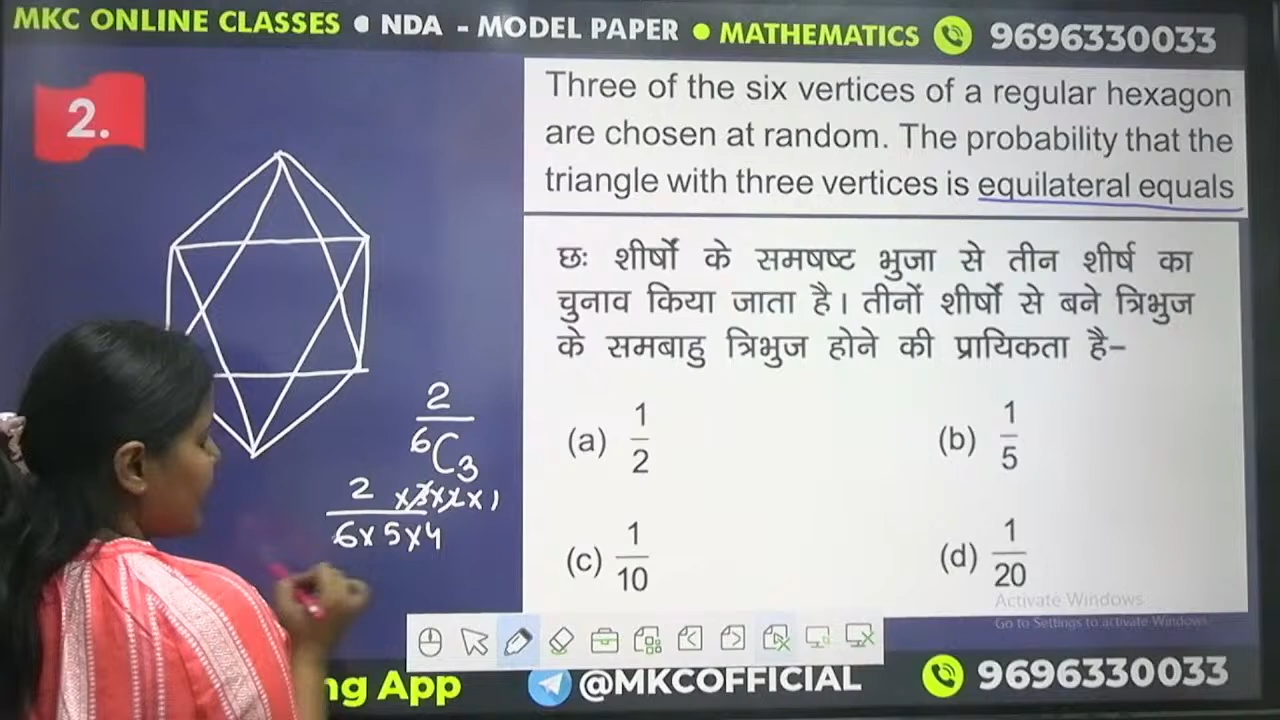 MKC ONLINE CLASSES • NDA - MODEL PAPER • MATHEMATICS 9696330033
2.
Three of the six vertices of a regular hexagon
are chosen at random. The probability that the
triangle with three vertices is equilateral equals
छः शीर्षों के समषष्ट भुजा से तीन शीर्ष का
चुनाव किया जाता है। तीनों शीर्षों से बने त्रिभुज
के समबाहु त्रिभुज होने की प्रायिकता है–
(a) 1/2 (b) 1/5
(c) 1/10 (d) 1/20
2
6C3
2 x3x2x1
6x5x4
Activate Windows
Go to Settings to activate Windows
ng App @MKCOFFICIAL 9696330033